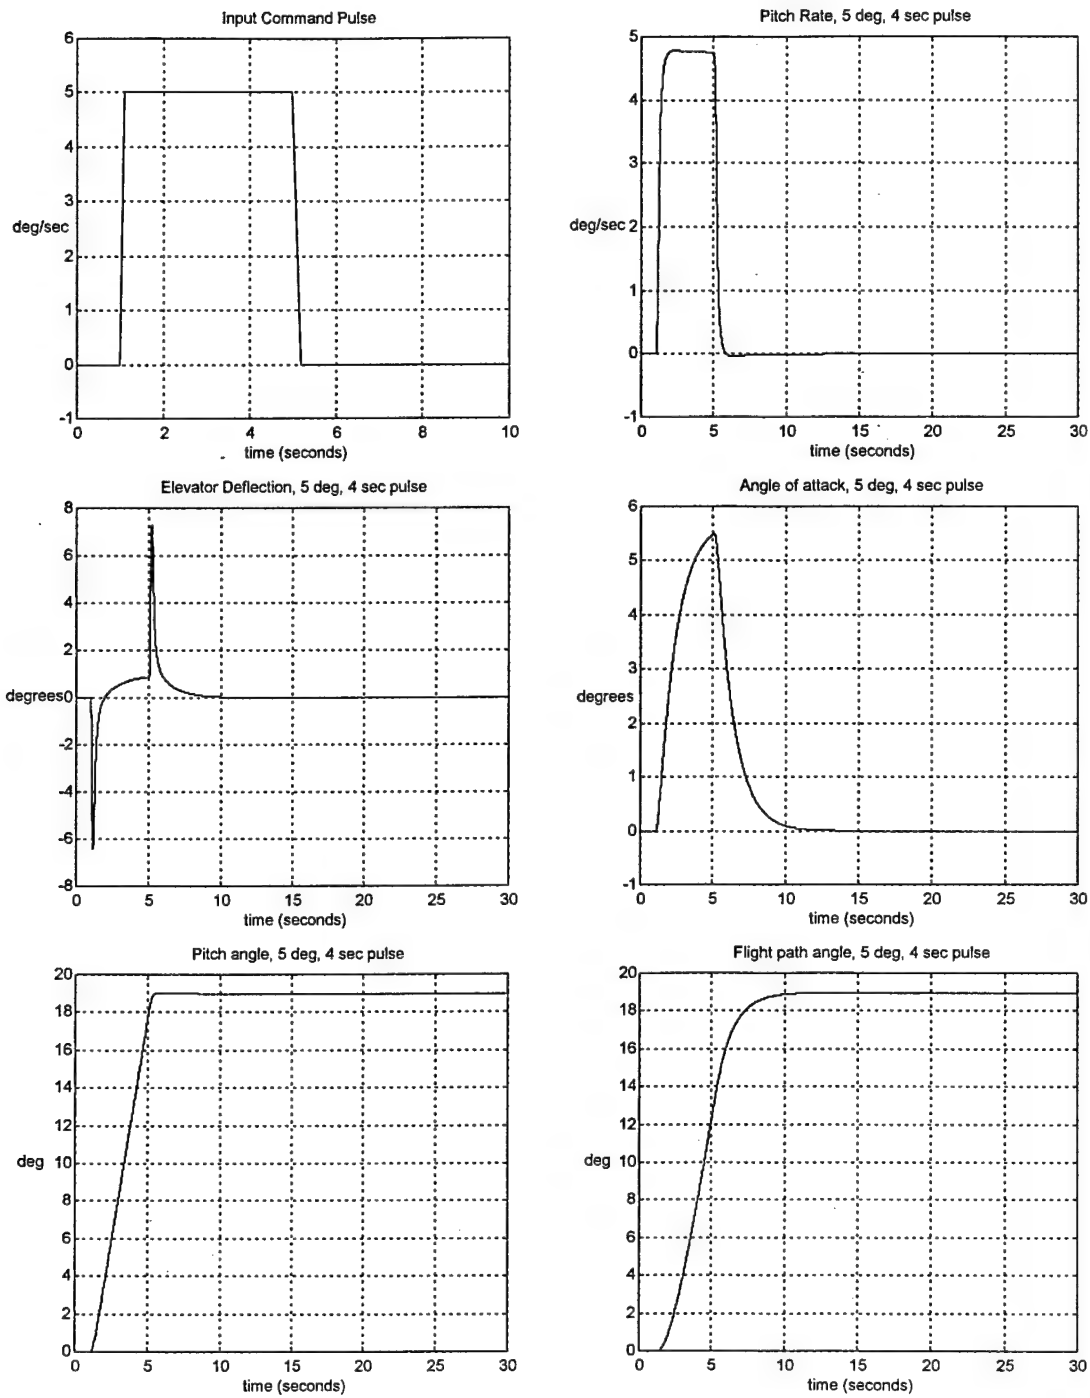 Input Command Pulse
6
5
4
3
deg/sec
2
1
0
-1
0 2 4 6 8 10
time (seconds)
Pitch Rate, 5 deg, 4 sec pulse
5
4
3
deg/sec 2
1
0
-1
0 5 10 15 20 25 30
time (seconds)
Elevator Deflection, 5 deg, 4 sec pulse
8
6
4
2
degrees 0
-2
-4
-6
-8
0 5 10 15 20 25 30
time (seconds)
Angle of attack, 5 deg, 4 sec pulse
6
5
4
3
degrees
2
1
0
-1
0 5 10 15 20 25 30
time (seconds)
Pitch angle, 5 deg, 4 sec pulse
20
18
16
14
12
deg 10
8
6
4
2
0
0 5 10 15 20 25 30
time (seconds)
Flight path angle, 5 deg, 4 sec pulse
20
18
16
14
12
deg 10
8
6
4
2
0
0 5 10 15 20 25 30
time (seconds)